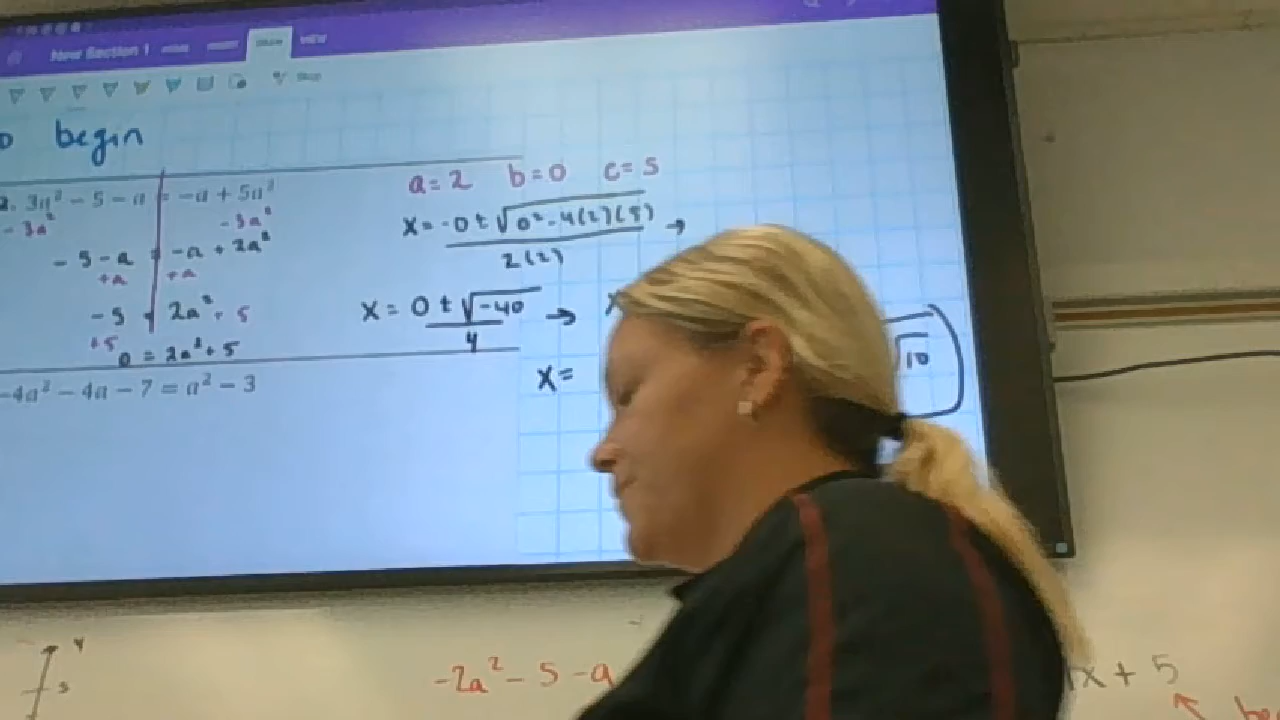 New Section 1 DRAW VIEW
begin
2. 3a² - 5 - a = -a + 5a²
-3a² -3a²
-5 - a = -a + 2a²
+a +a
-5 = 2a² + 5
+5 0 = 2a² + 5
-4a² - 4a - 7 = a² - 3
a=2 b=0 c=5
x = -0 ± √0² - 4(2)(5) →
2(2)
x = 0 ± √-40 →
4
x=
√10
-2a² - 5 - a
x + 5